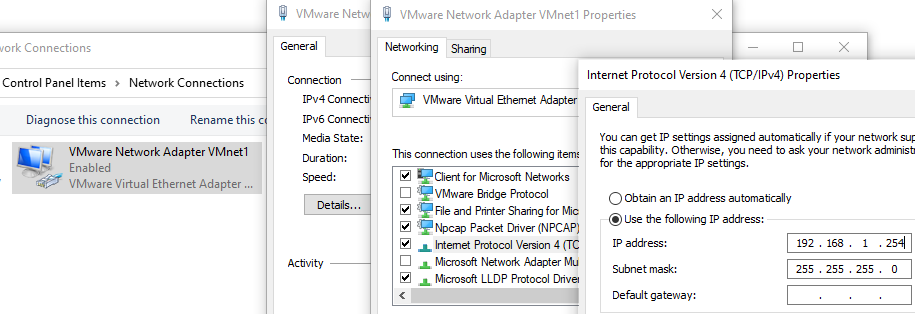 etwork Connections
Control Panel Items > Network Connections
Diagnose this connection Rename this co
VMware Network Adapter VMnet1
Enabled
VMware Virtual Ethernet Adapter ...
VMware Netw
General
Connection
IPv4 Connectiv
IPv6 Connectiv
Media State:
Duration:
Speed:
Details...
Activity
VMware Network Adapter VMnet1 Properties
Networking Sharing
Connect using:
VMware Virtual Ethernet Adapter
This connection uses the following items
Client for Microsoft Networks
VMware Bridge Protocol
File and Printer Sharing for Mic
Npcap Packet Driver (NPCAP)
Internet Protocol Version 4 (TC
Microsoft Network Adapter Mu
Microsoft LLDP Protocol Driver
Internet Protocol Version 4 (TCP/IPv4) Properties
General
You can get IP settings assigned automatically if your network sup
this capability. Otherwise, you need to ask your network administr
for the appropriate IP settings.
Obtain an IP address automatically
Use the following IP address:
IP address: 192 . 168 . 1 . 254
Subnet mask: 255 . 255 . 255 . 0
Default gateway: . . .